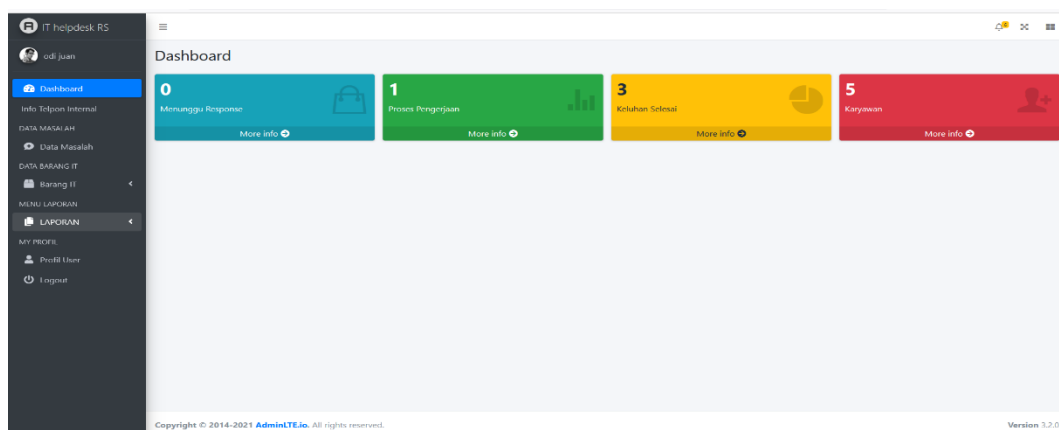 IT helpdesk RS
odi juan
Dashboard
Info Telpon Internal
DATA MASALAH
Data Masalah
DATA BARANG IT
Barang IT
MENU LAPORAN
LAPORAN
MY PROFIL
Profil User
Logout
Dashboard
0
Menunggu Response
More info
1
Proses Pengerjaan
More info
3
Keluhan Selesai
More info
5
Karyawan
More info
Copyright © 2014-2021 AdminLTE.io. All rights reserved.
Version 3.2.0